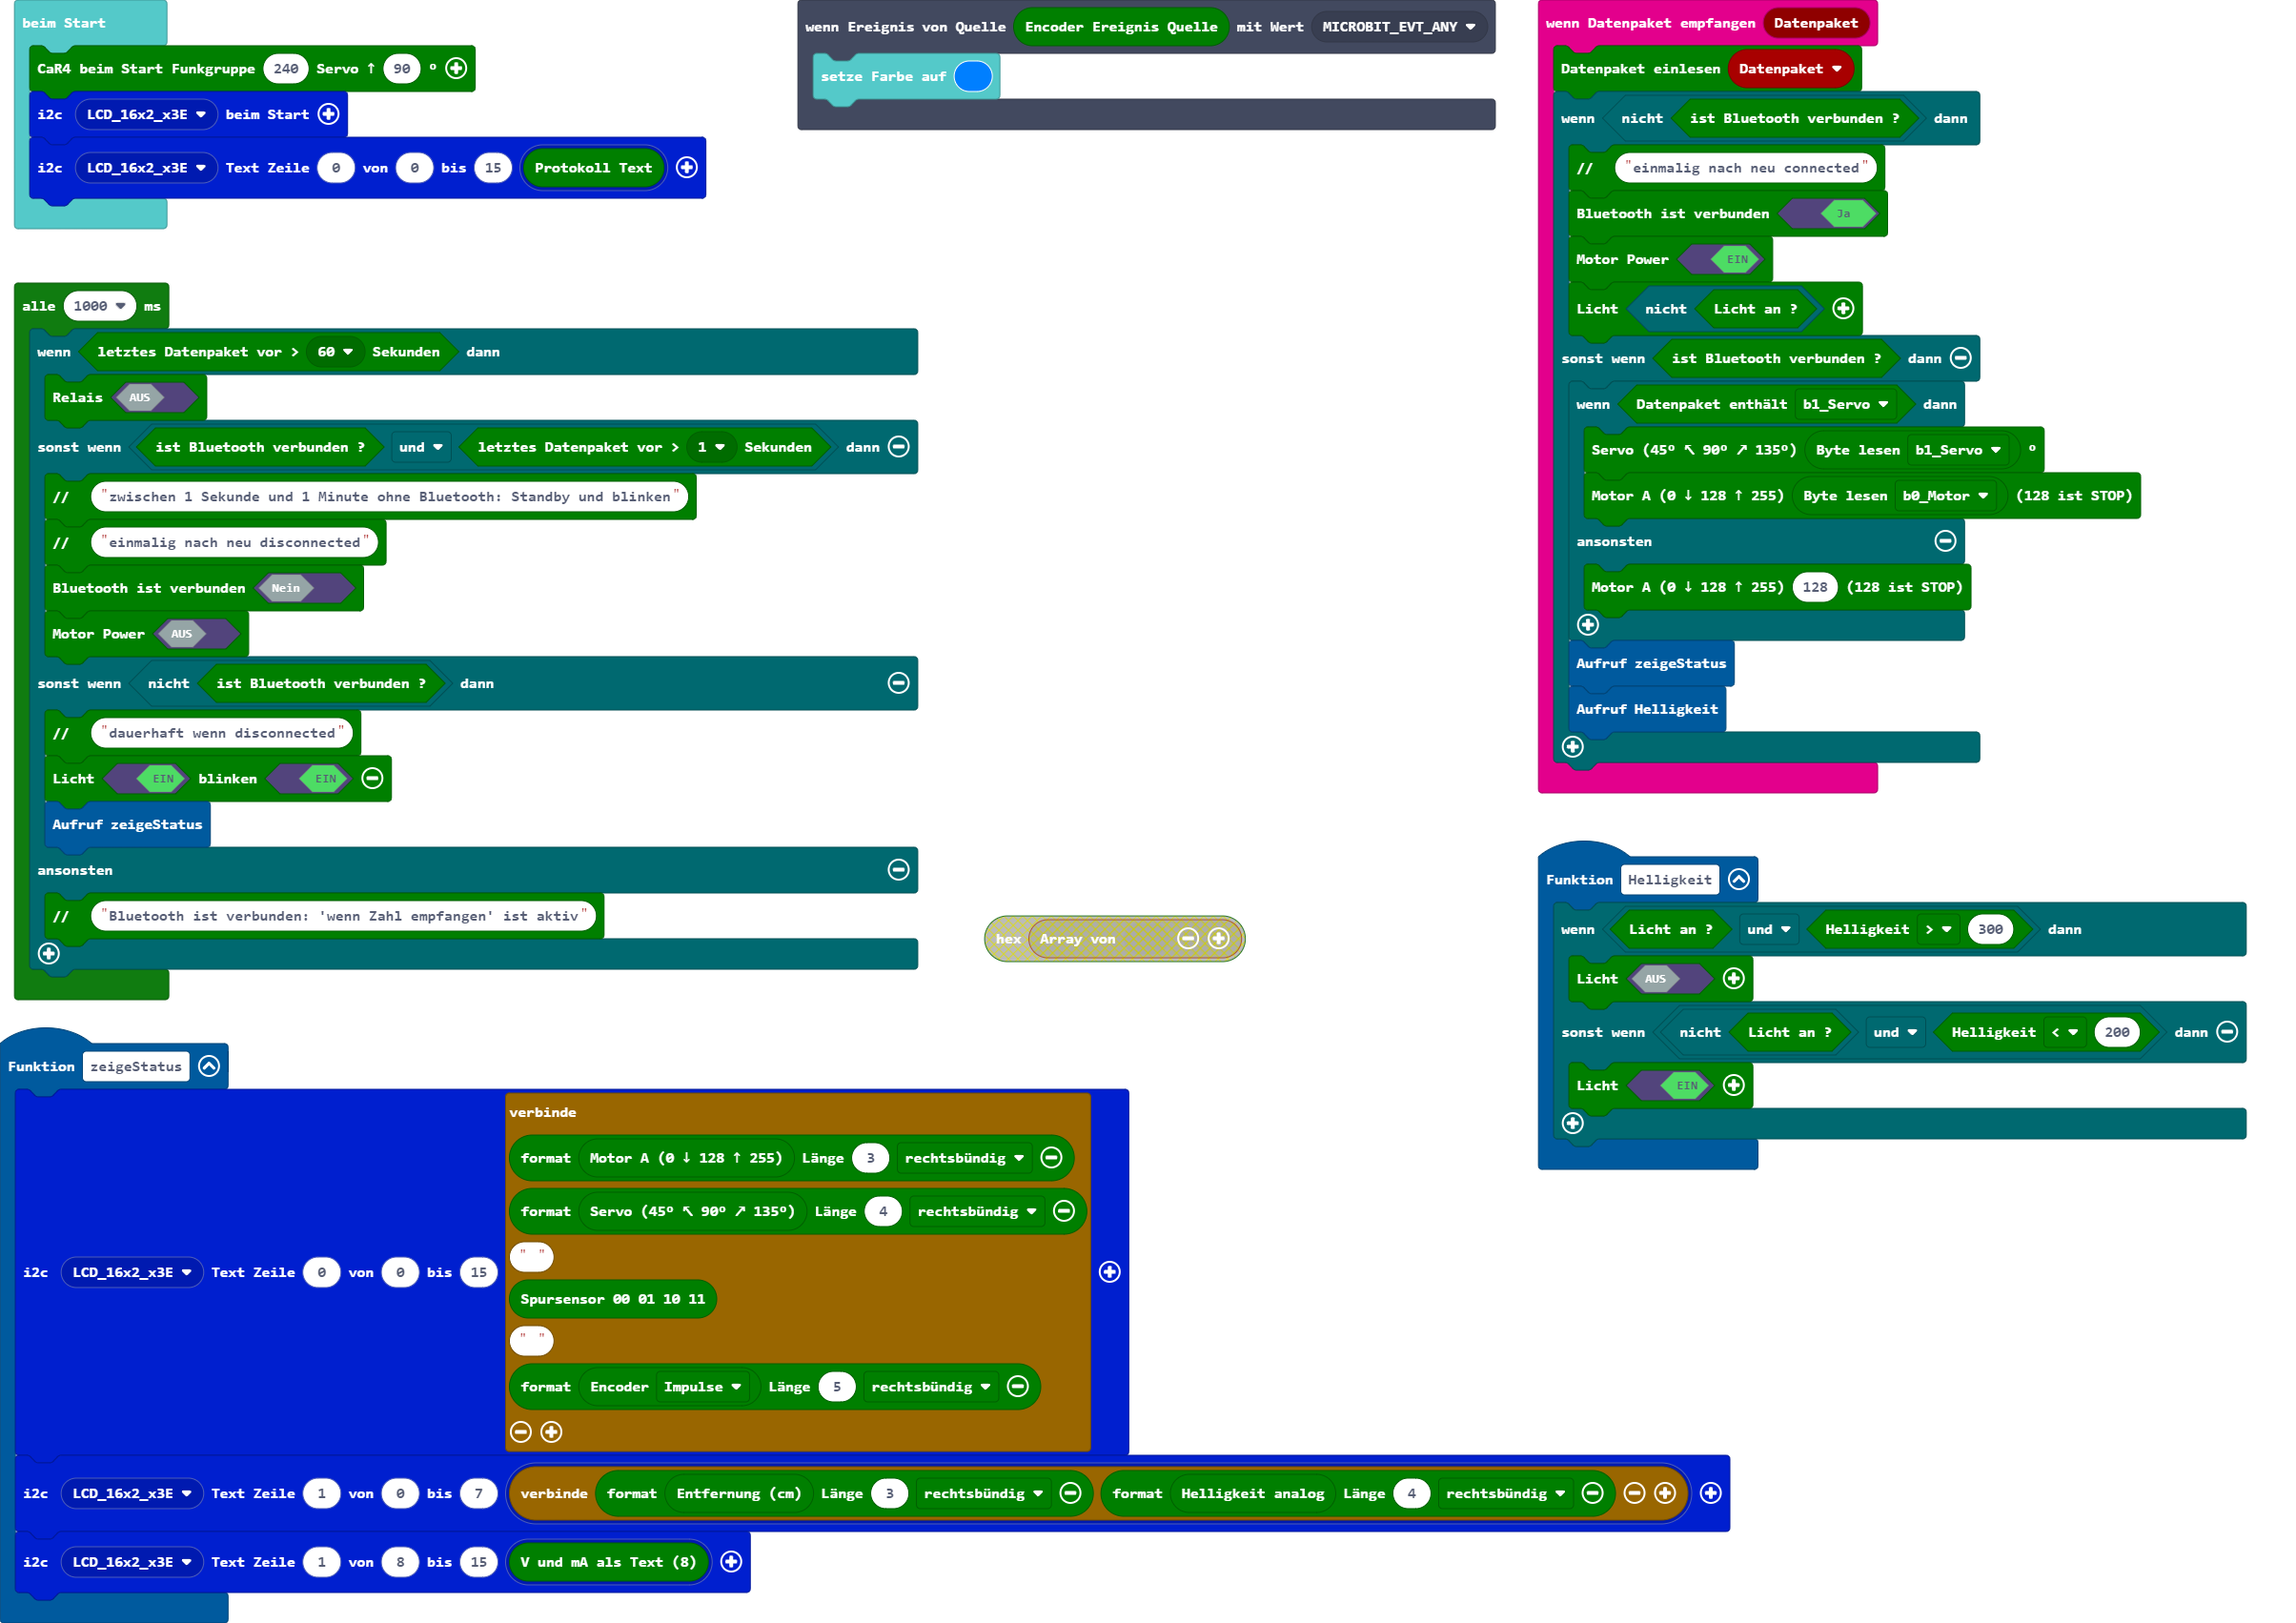 beim Start
CaR4 beim Start Funkgruppe 240 Servo ↑ 90 °
i2c LCD_16x2_x3E beim Start
i2c LCD_16x2_x3E Text Zeile 0 von 0 bis 15 Protokoll Text
alle 1000 ms
wenn letztes Datenpaket vor > 60 Sekunden dann
Relais AUS
sonst wenn ist Bluetooth verbunden ? und letztes Datenpaket vor > 1 Sekunden dann
// "zwischen 1 Sekunde und 1 Minute ohne Bluetooth: Standby und blinken"
// "einmalig nach neu disconnected"
Bluetooth ist verbunden Nein
Motor Power AUS
sonst wenn nicht ist Bluetooth verbunden ? dann
// "dauerhaft wenn disconnected"
Licht EIN blinken EIN
Aufruf zeigeStatus
ansonsten
// "Bluetooth ist verbunden: 'wenn Zahl empfangen' ist aktiv"
wenn Ereignis von Quelle Encoder Ereignis Quelle mit Wert MICROBIT_EVT_ANY
setze Farbe auf
hex Array von
wenn Datenpaket empfangen Datenpaket
Datenpaket einlesen Datenpaket
wenn nicht ist Bluetooth verbunden ? dann
// "einmalig nach neu connected"
Bluetooth ist verbunden Ja
Motor Power EIN
Licht nicht Licht an ?
sonst wenn ist Bluetooth verbunden ? dann
wenn Datenpaket enthält b1_Servo dann
Servo (45° ↖ 90° ↗ 135°) Byte lesen b1_Servo °
Motor A (0 ↓ 128 ↑ 255) Byte lesen b0_Motor (128 ist STOP)
ansonsten
Motor A (0 ↓ 128 ↑ 255) 128 (128 ist STOP)
Aufruf zeigeStatus
Aufruf Helligkeit
Funktion Helligkeit
wenn Licht an ? und Helligkeit > 300 dann
Licht AUS
sonst wenn nicht Licht an ? und Helligkeit < 200 dann
Licht EIN
Funktion zeigeStatus
i2c LCD_16x2_x3E Text Zeile 0 von 0 bis 15
verbinde
format Motor A (0 ↓ 128 ↑ 255) Länge 3 rechtsbündig
format Servo (45° ↖ 90° ↗ 135°) Länge 4 rechtsbündig
" "
Spursensor 00 01 10 11
" "
format Encoder Impulse Länge 5 rechtsbündig
i2c LCD_16x2_x3E Text Zeile 1 von 0 bis 7 verbinde format Entfernung (cm) Länge 3 rechtsbündig format Helligkeit analog Länge 4 rechtsbündig
i2c LCD_16x2_x3E Text Zeile 1 von 8 bis 15 V und mA als Text (8)